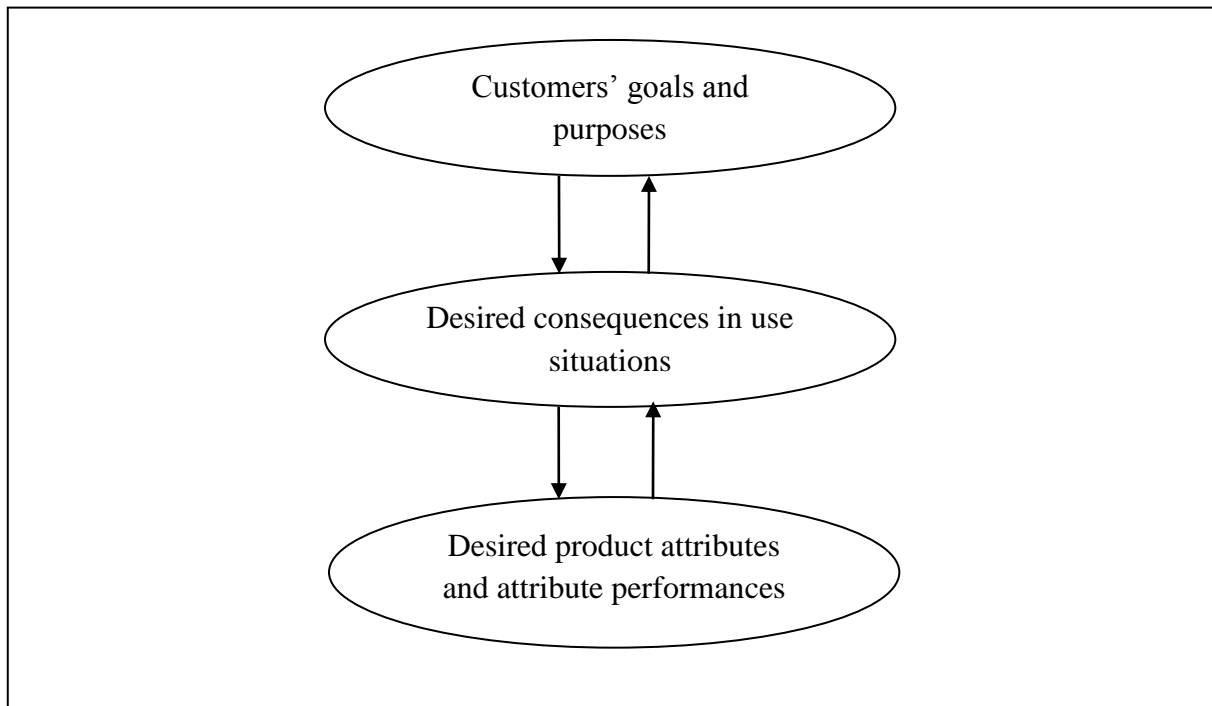 Customers’ goals and
purposes
Desired consequences in use
situations
Desired product attributes
and attribute performances